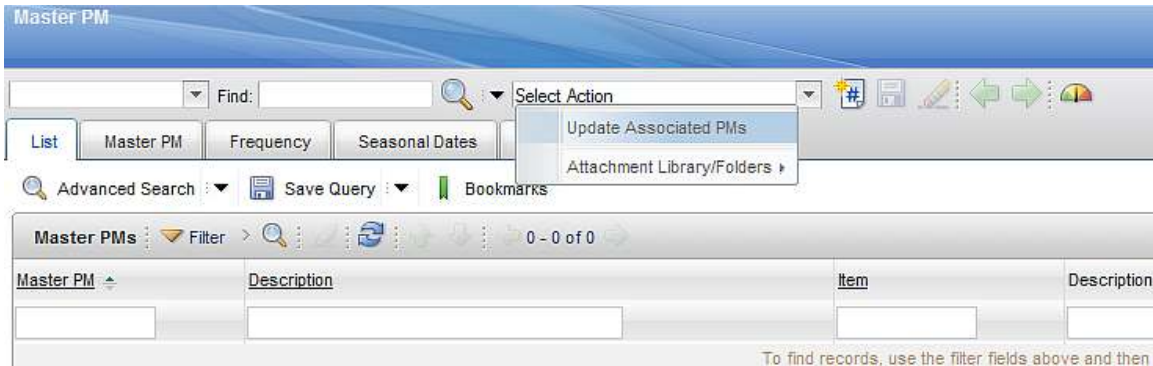 Master PM
Find: Select Action
Update Associated PMs
List Master PM Frequency Seasonal Dates
Attachment Library/Folders
Advanced Search Save Query Bookmarks
Master PMs Filter 0 - 0 of 0
Master PM Description Item Description
To find records, use the filter fields above and then